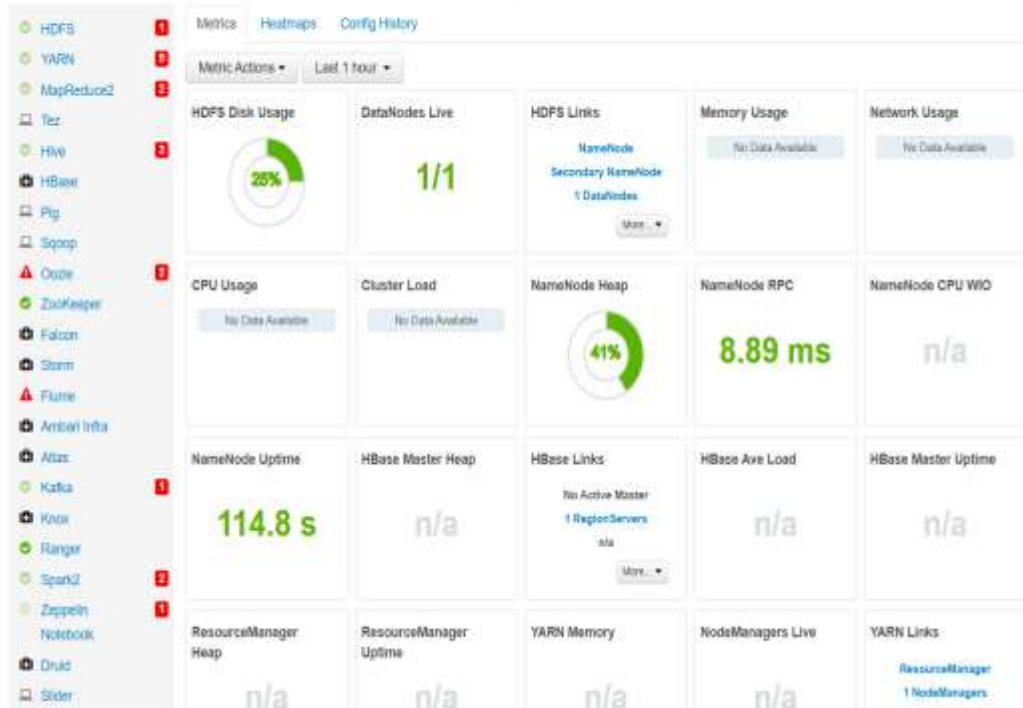 HDFS 1
YARN
MapReduce2
Tez
Hive
HBase
Pig
Sqoop
Oozie
ZooKeeper
Falcon
Storm
Flume
Ambari Infra
Atlas
Kafka 1
Knox
Ranger
Spark2 2
Zeppelin 1
Notebook
Druid
Slider
Metrics Heatmaps Config History
Metric Actions Last 1 hour
HDFS Disk Usage
25%
DataNodes Live
1/1
HDFS Links
NameNode
Secondary NameNode
1 DataNodes
More...
Memory Usage
No Data Available
Network Usage
No Data Available
CPU Usage
No Data Available
Cluster Load
No Data Available
NameNode Heap
41%
NameNode RPC
8.89 ms
NameNode CPU WIO
n/a
NameNode Uptime
114.8 s
HBase Master Heap
n/a
HBase Links
No Active Master
1 RegionServers
n/a
More...
HBase Ave Load
n/a
HBase Master Uptime
n/a
ResourceManager
Heap
n/a
ResourceManager
Uptime
n/a
YARN Memory
n/a
NodeManagers Live
n/a
YARN Links
ResourceManager
1 NodeManagers